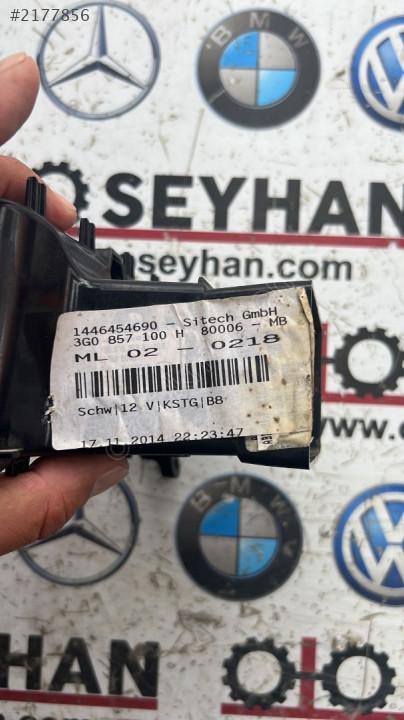 #2177856
BMW
SEYHAN
seyhan.com
1446454690 - Sitech GmbH
3G0 857 100 H 80006 - MB
ML 02 - 0218
Schw|12 V|KSTG|B8
17 11 2014 22:23:47
BMW
HAN